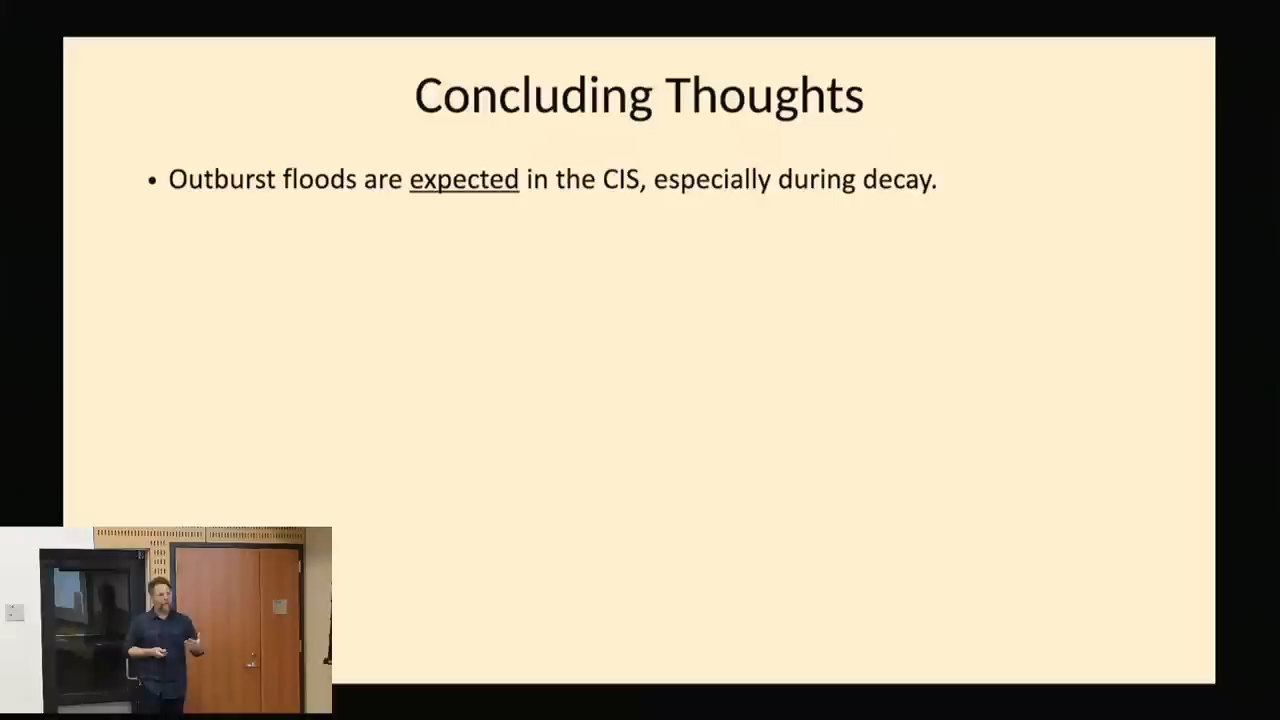 Concluding Thoughts
• Outburst floods are expected in the CIS, especially during decay.